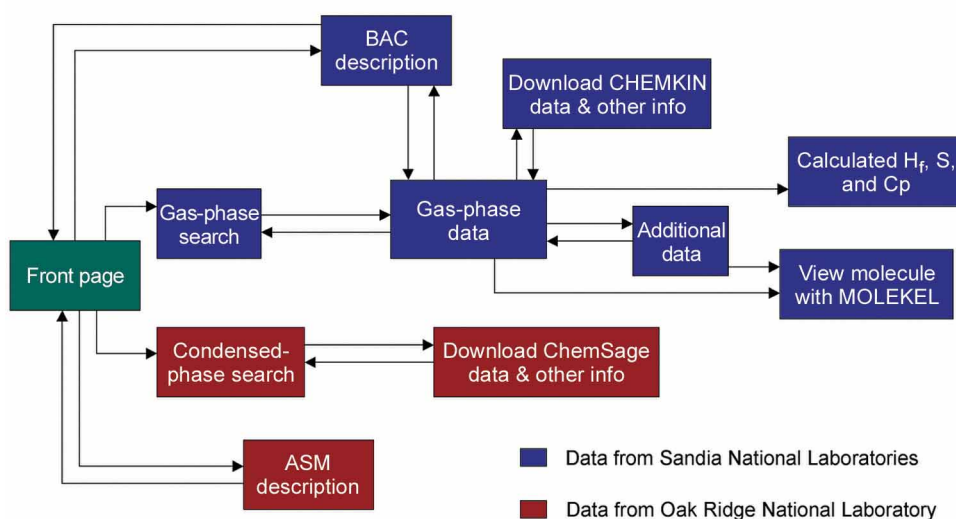 BAC
description
Download CHEMKIN
data & other info
Calculated Hf, S,
and Cp
Gas-phase
search
Gas-phase
data
Additional
data
Front page
View molecule
with MOLEKEL
Condensed-
phase search
Download ChemSage
data & other info
ASM
description
Data from Sandia National Laboratories
Data from Oak Ridge National Laboratory